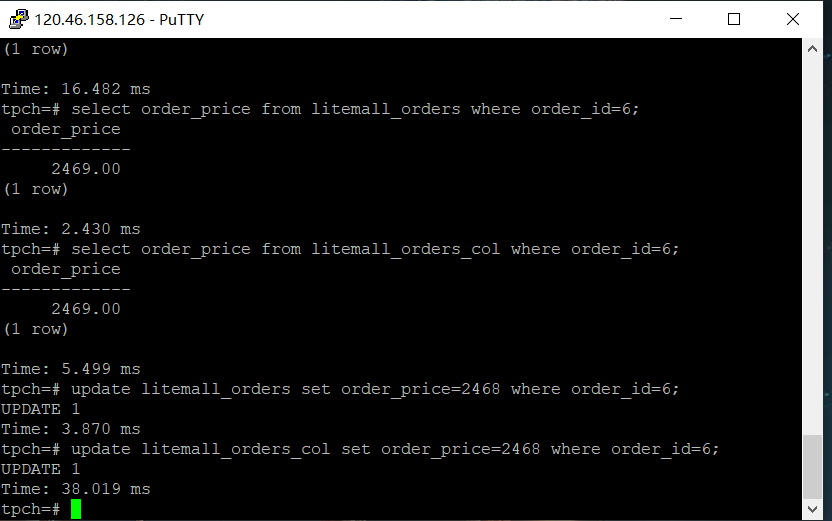 120.46.158.126 - PuTTY
(1 row)
Time: 16.482 ms
tpch=# select order_price from litemall_orders where order_id=6;
order_price
-------------
2469.00
(1 row)
Time: 2.430 ms
tpch=# select order_price from litemall_orders_col where order_id=6;
order_price
-------------
2469.00
(1 row)
Time: 5.499 ms
tpch=# update litemall_orders set order_price=2468 where order_id=6;
UPDATE 1
Time: 3.870 ms
tpch=# update litemall_orders_col set order_price=2468 where order_id=6;
UPDATE 1
Time: 38.019 ms
tpch=#